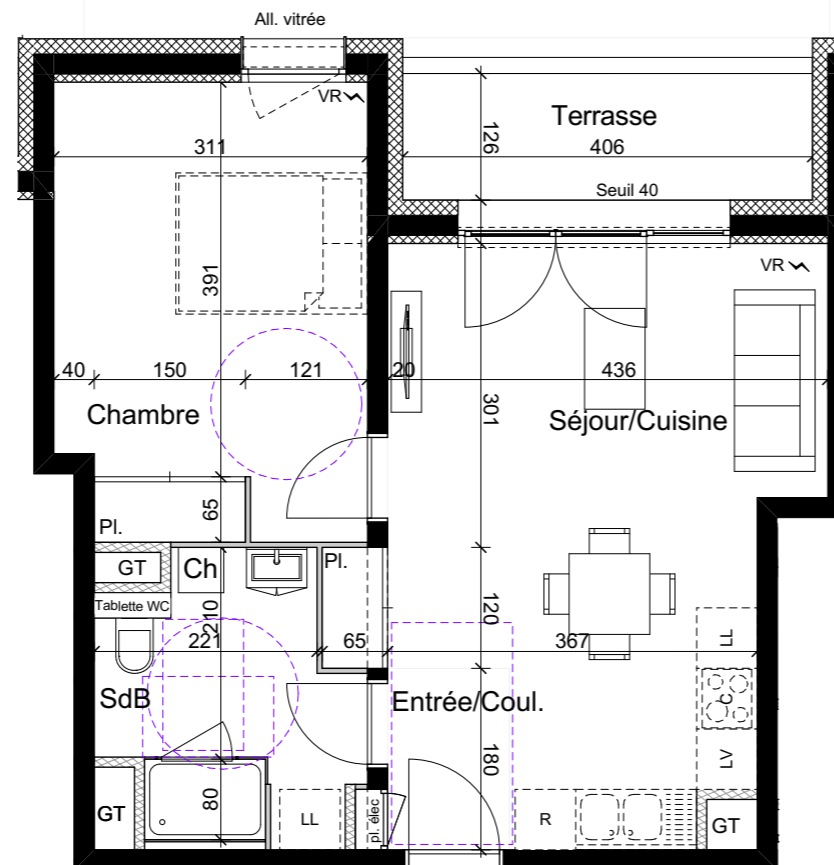 All. vitrée
VR
Terrasse
126
311
406
Seuil 40
391
VR
40
150
121
20
436
301
Chambre
Séjour/Cuisine
65
Pl.
GT
Ch
Pl.
Tablette WC
210
120
LL
221
65
367
SdB
Entrée/Coul.
C
180
LV
80
GT
LL
pl. élec
R
GT